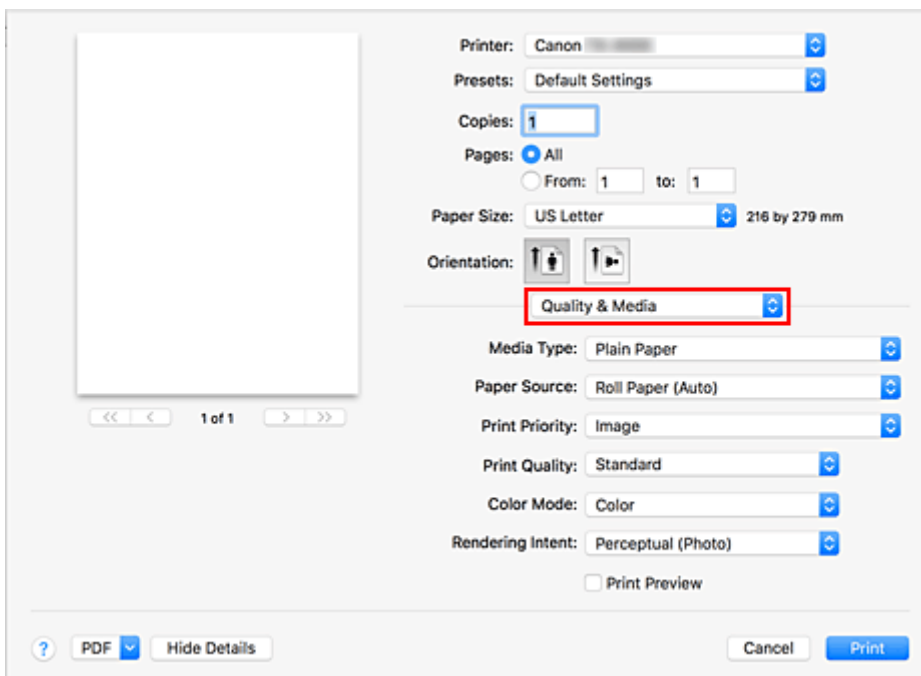 Printer: Canon
Presets: Default Settings
Copies: 1
Pages: All
From: 1 to: 1
Paper Size: US Letter 216 by 279 mm
Orientation:
Quality & Media
Media Type: Plain Paper
Paper Source: Roll Paper (Auto)
1 of 1
Print Priority: Image
Print Quality: Standard
Color Mode: Color
Rendering Intent: Perceptual (Photo)
Print Preview
? PDF Hide Details Cancel Print